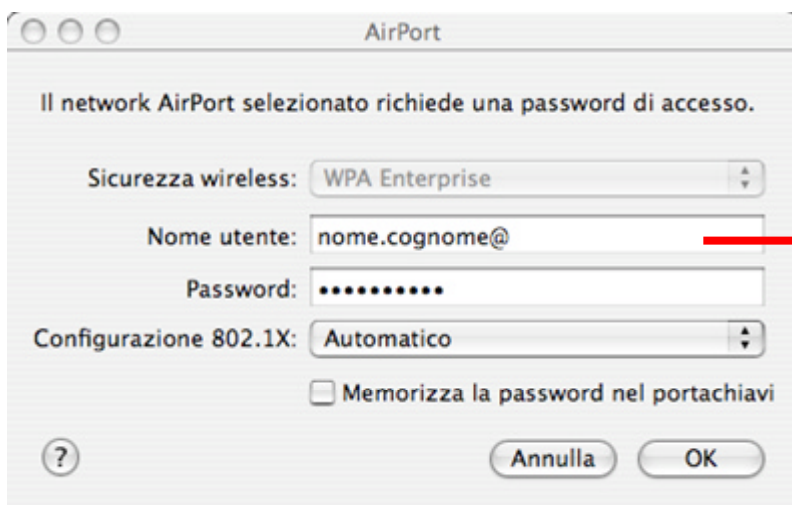 AirPort
Il network AirPort selezionato richiede una password di accesso.
Sicurezza wireless: WPA Enterprise
Nome utente: nome.cognome@
Password: ••••••••••
Configurazione 802.1X: Automatico
Memorizza la password nel portachiavi
? Annulla OK